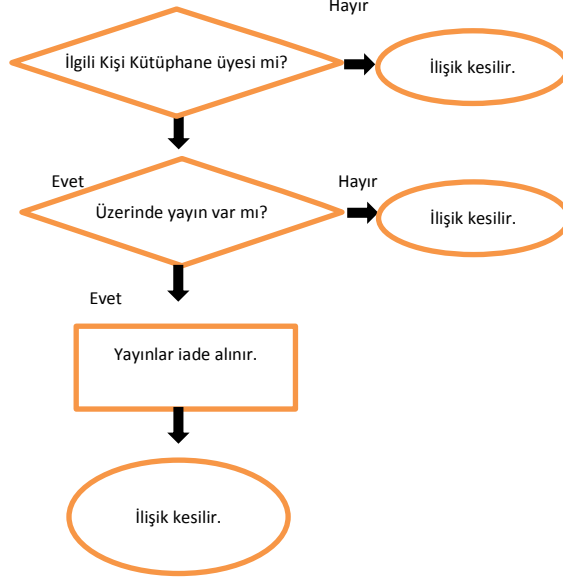 Hayır
İlgili Kişi Kütüphane üyesi mi?
İlişik kesilir.
Evet
Hayır
Üzerinde yayın var mı?
İlişik kesilir.
Evet
Yayınlar iade alınır.
İlişik kesilir.